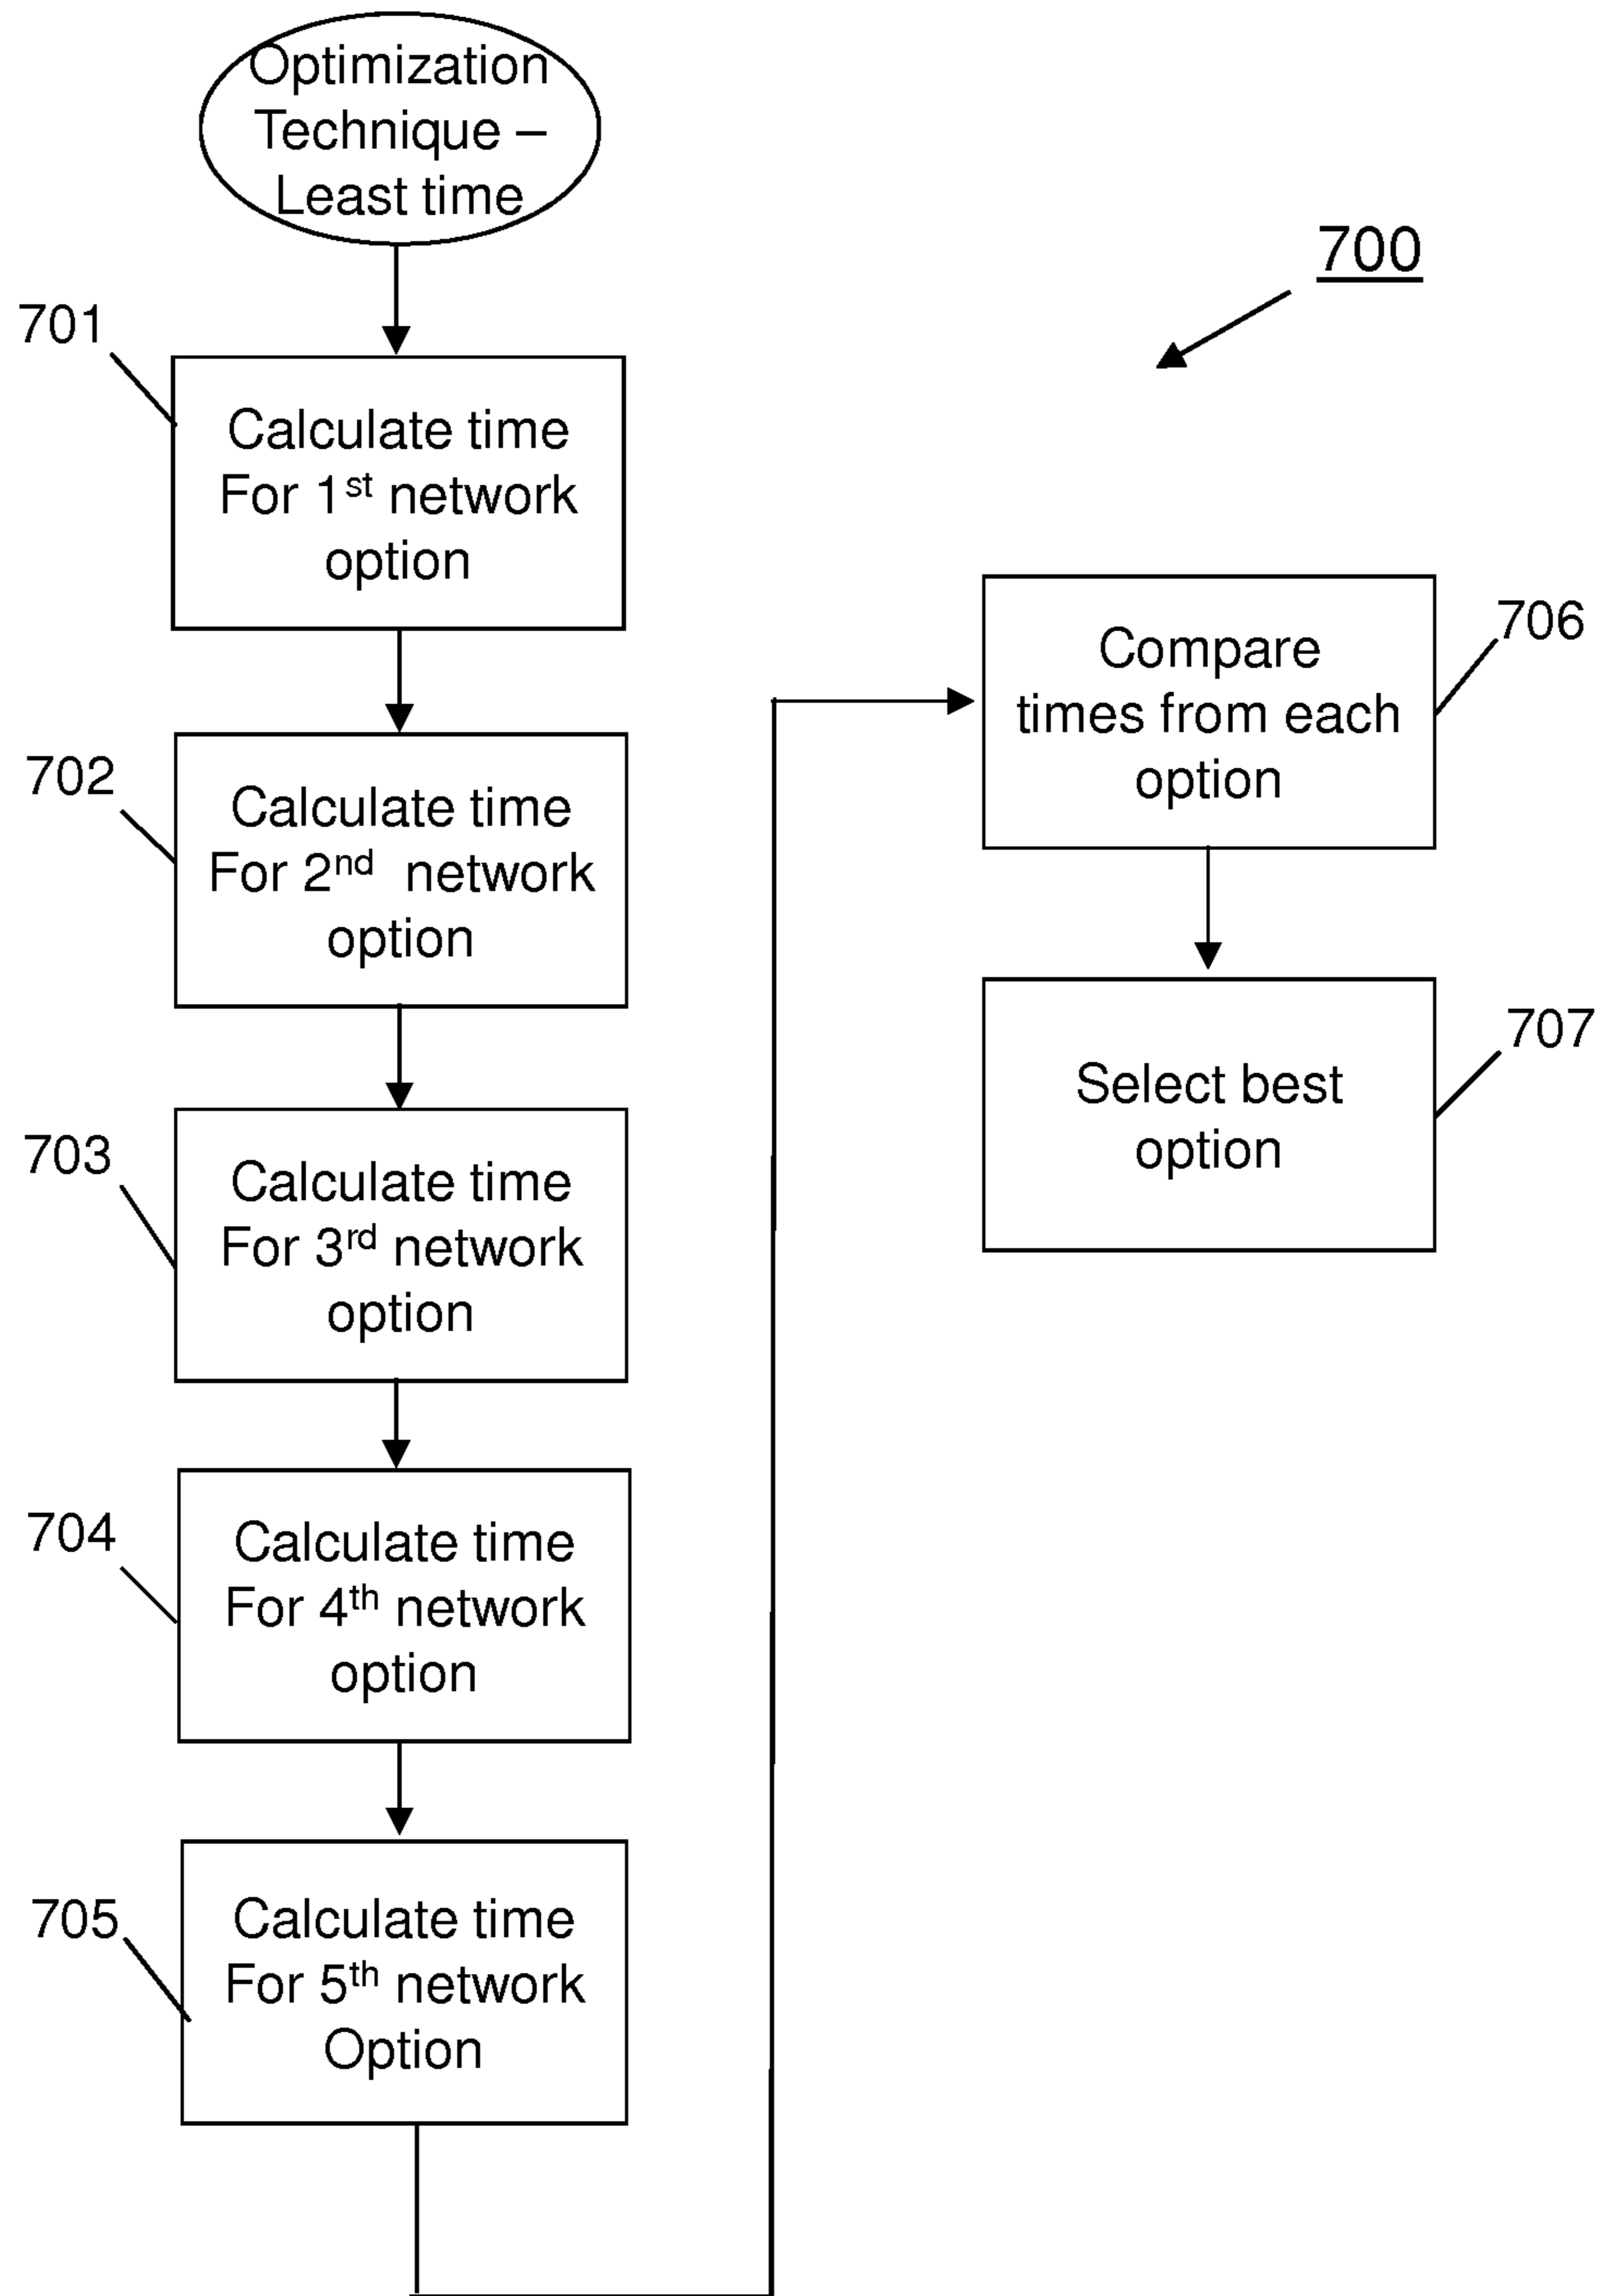 Optimization
Technique –
Least time
700
701
Calculate time
For 1st network
option
702
Calculate time
For 2nd network
option
703
Calculate time
For 3rd network
option
704
Calculate time
For 4th network
option
705
Calculate time
For 5th network
Option
706
Compare
times from each
option
707
Select best
option